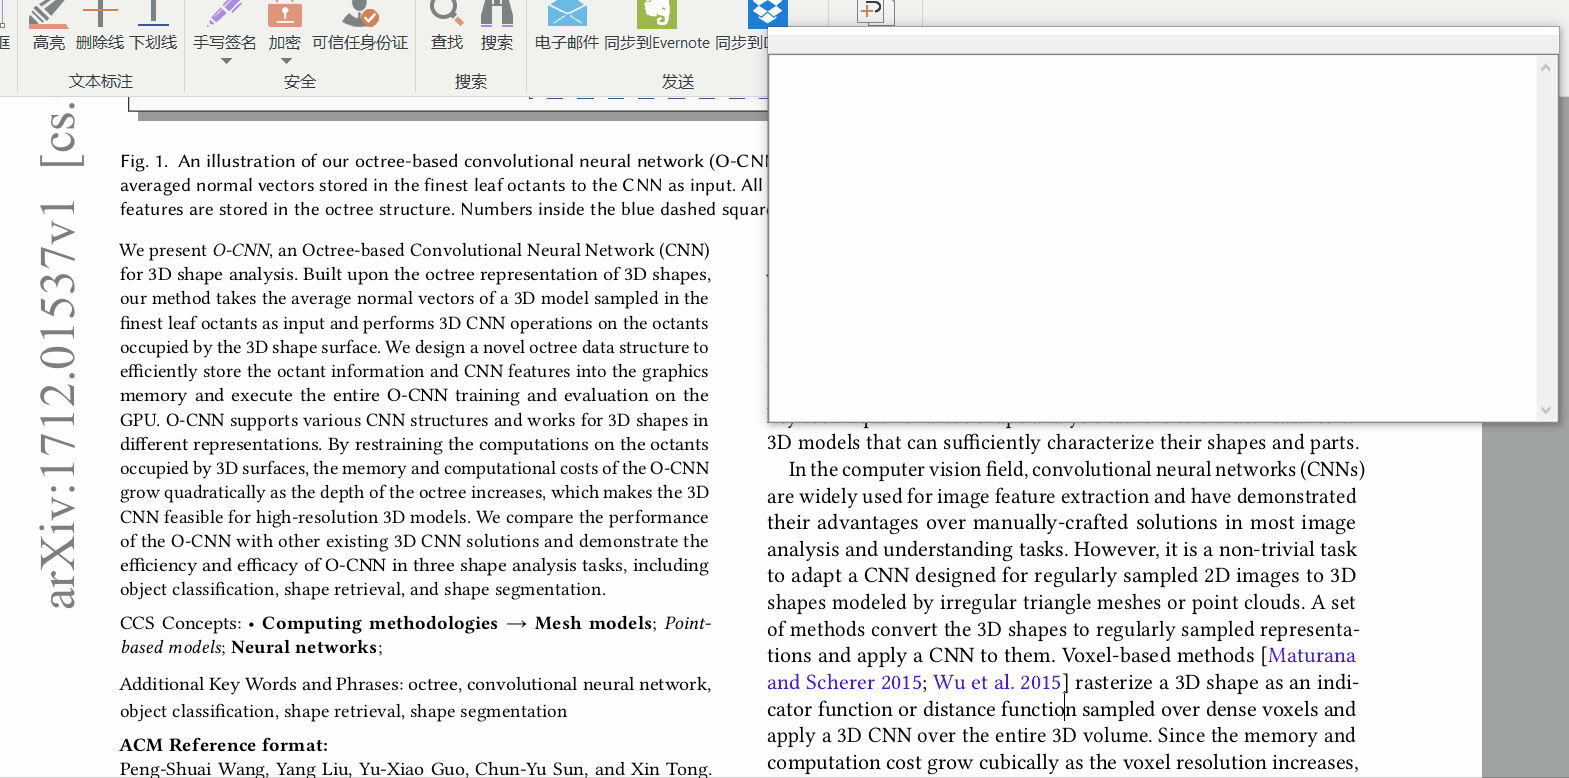 框
高亮 删除线 下划线
手写签名 加密 可信任身份证
查找 搜索
电子邮件 同步到Evernote 同步到
文本标注
安全
搜索
发送
arXiv:1712.01537v1 [cs.
Fig. 1. An illustration of our octree-based convolutional neural network (O-CNN
averaged normal vectors stored in the finest leaf octants to the CNN as input. All
features are stored in the octree structure. Numbers inside the blue dashed square
We present O-CNN, an Octree-based Convolutional Neural Network (CNN)
for 3D shape analysis. Built upon the octree representation of 3D shapes,
our method takes the average normal vectors of a 3D model sampled in the
finest leaf octants as input and performs 3D CNN operations on the octants
occupied by the 3D shape surface. We design a novel octree data structure to
efficiently store the octant information and CNN features into the graphics
memory and execute the entire O-CNN training and evaluation on the
GPU. O-CNN supports various CNN structures and works for 3D shapes in
different representations. By restraining the computations on the octants
occupied by 3D surfaces, the memory and computational costs of the O-CNN
grow quadratically as the depth of the octree increases, which makes the 3D
CNN feasible for high-resolution 3D models. We compare the performance
of the O-CNN with other existing 3D CNN solutions and demonstrate the
efficiency and efficacy of O-CNN in three shape analysis tasks, including
object classification, shape retrieval, and shape segmentation.
CCS Concepts: • Computing methodologies → Mesh models; Point-
based models; Neural networks;
Additional Key Words and Phrases: octree, convolutional neural network,
object classification, shape retrieval, shape segmentation
ACM Reference format:
Peng-Shuai Wang, Yang Liu, Yu-Xiao Guo, Chun-Yu Sun, and Xin Tong.
3D models that can sufficiently characterize their shapes and parts.
In the computer vision field, convolutional neural networks (CNNs)
are widely used for image feature extraction and have demonstrated
their advantages over manually-crafted solutions in most image
analysis and understanding tasks. However, it is a non-trivial task
to adapt a CNN designed for regularly sampled 2D images to 3D
shapes modeled by irregular triangle meshes or point clouds. A set
of methods convert the 3D shapes to regularly sampled representa-
tions and apply a CNN to them. Voxel-based methods [Maturana
and Scherer 2015; Wu et al. 2015] rasterize a 3D shape as an indi-
cator function or distance function sampled over dense voxels and
apply a 3D CNN over the entire 3D volume. Since the memory and
computation cost grow cubically as the voxel resolution increases,